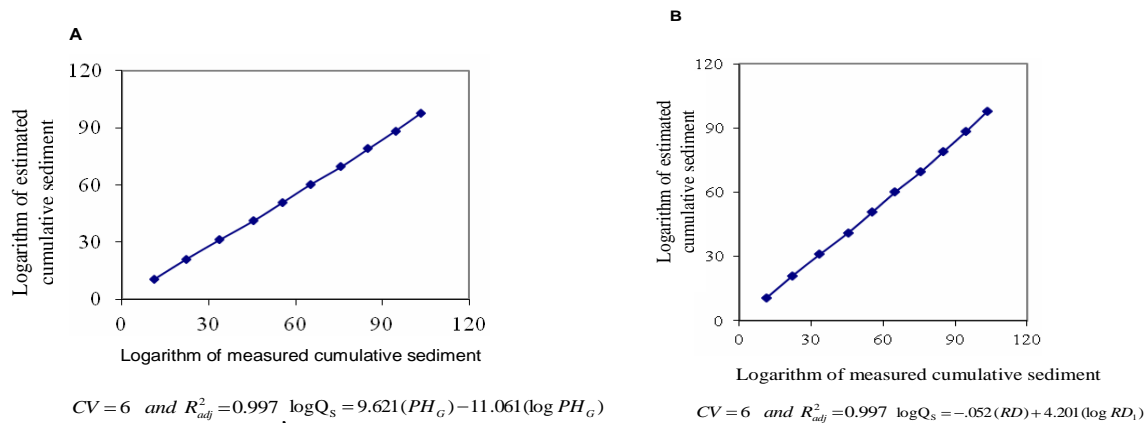 A
120
90
60
30
0
0 30 60 90 120
Logarithm of estimated
cumulative sediment
Logarithm of measured cumulative sediment
CV = 6 and R²adj = 0.997 logQs = 9.621(PH_G) − 11.061(log PH_G)
B
120
90
60
30
0
0 30 60 90 120
Logarithm of estimated
cumulative sediment
Logarithm of measured cumulative sediment
CV = 6 and R²adj = 0.997 logQs = −.052(RD) + 4.201(log RD₁)